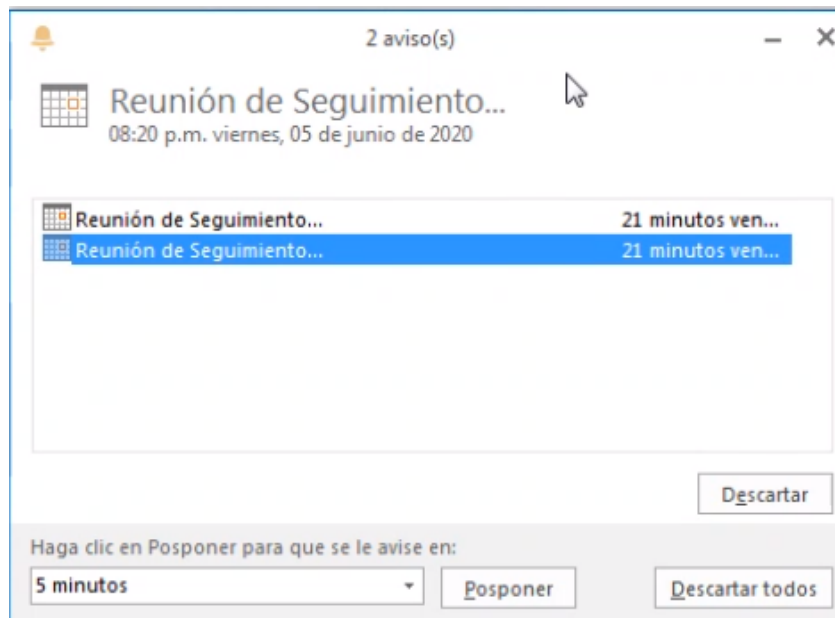 2 aviso(s)
Reunión de Seguimiento...
08:20 p.m. viernes, 05 de junio de 2020
Reunión de Seguimiento... 21 minutos ven...
Reunión de Seguimiento... 21 minutos ven...
Descartar
Haga clic en Posponer para que se le avise en:
5 minutos Posponer Descartar todos